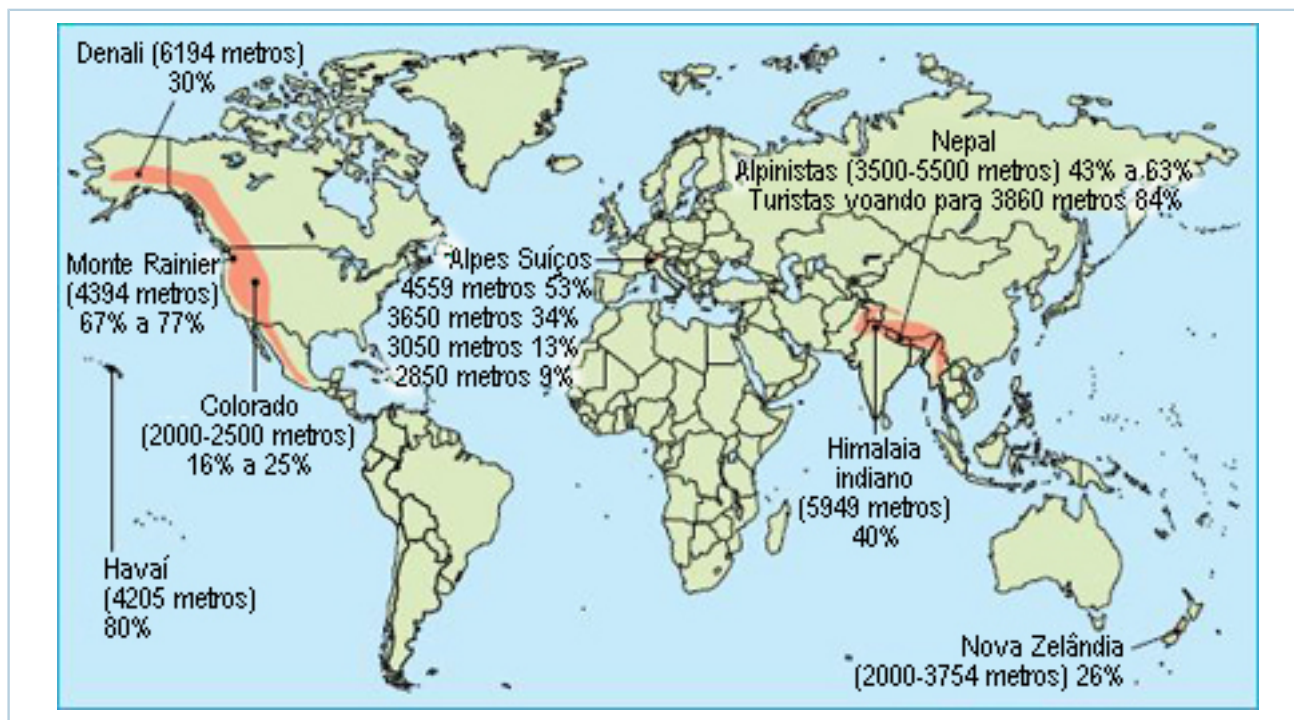 Denali (6194 metros)
30%
Nepal
Alpinistas (3500-5500 metros) 43% a 63%
Turistas voando para 3860 metros 84%
Monte Rainier
(4394 metros)
67% a 77%
Alpes Suíços
4559 metros 53%
3650 metros 34%
3050 metros 13%
2850 metros 9%
Colorado
(2000-2500 metros)
16% a 25%
Himalaia
indiano
(5949 metros)
40%
Havaí
(4205 metros)
80%
Nova Zelândia
(2000-3754 metros) 26%